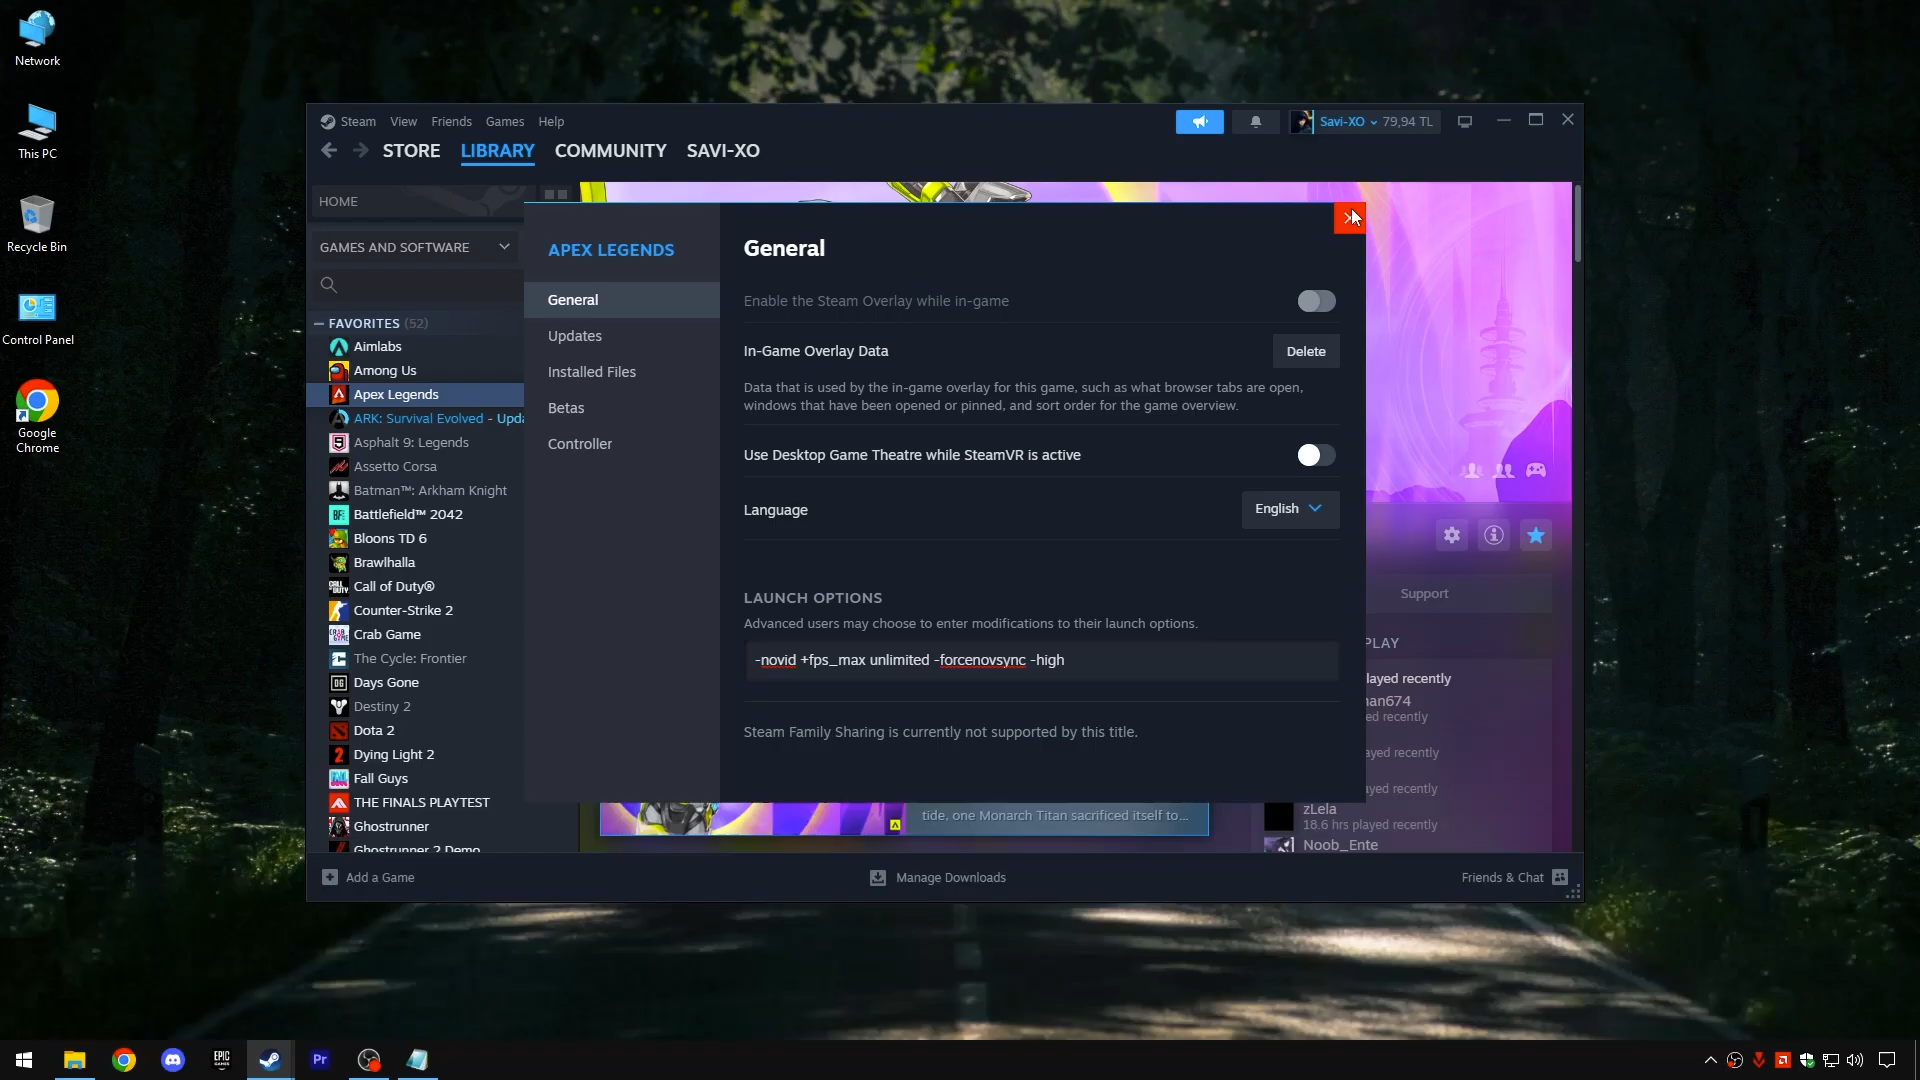 Network
This PC
Recycle Bin
Control Panel
Google
Chrome
Steam View Friends Games Help
Savi-XO 79,94 TL
STORE LIBRARY COMMUNITY SAVI-XO
HOME
GAMES AND SOFTWARE
FAVORITES (52)
Aimlabs
Among Us
Apex Legends
ARK: Survival Evolved - Upda
Asphalt 9: Legends
Assetto Corsa
Batman™: Arkham Knight
Battlefield™ 2042
Bloons TD 6
Brawlhalla
Call of Duty®
Counter-Strike 2
Crab Game
The Cycle: Frontier
Days Gone
Destiny 2
Dota 2
Dying Light 2
Fall Guys
THE FINALS PLAYTEST
Ghostrunner
Ghostrunner 2 Demo
APEX LEGENDS
General
Updates
Installed Files
Betas
Controller
General
Enable the Steam Overlay while in-game
In-Game Overlay Data
Delete
Data that is used by the in-game overlay for this game, such as what browser tabs are open,
windows that have been opened or pinned, and sort order for the game overview.
Use Desktop Game Theatre while SteamVR is active
Language
English
LAUNCH OPTIONS
Advanced users may choose to enter modifications to their launch options.
-novid +fps_max unlimited -forcenovsync -high
Steam Family Sharing is currently not supported by this title.
Support
PLAY
layed recently
nan674
ed recently
ayed recently
ayed recently
zLela
18.6 hrs played recently
Noob_Ente
tide, one Monarch Titan sacrificed itself to...
Add a Game
Manage Downloads
Friends & Chat
EPIC
GAMES
Pr